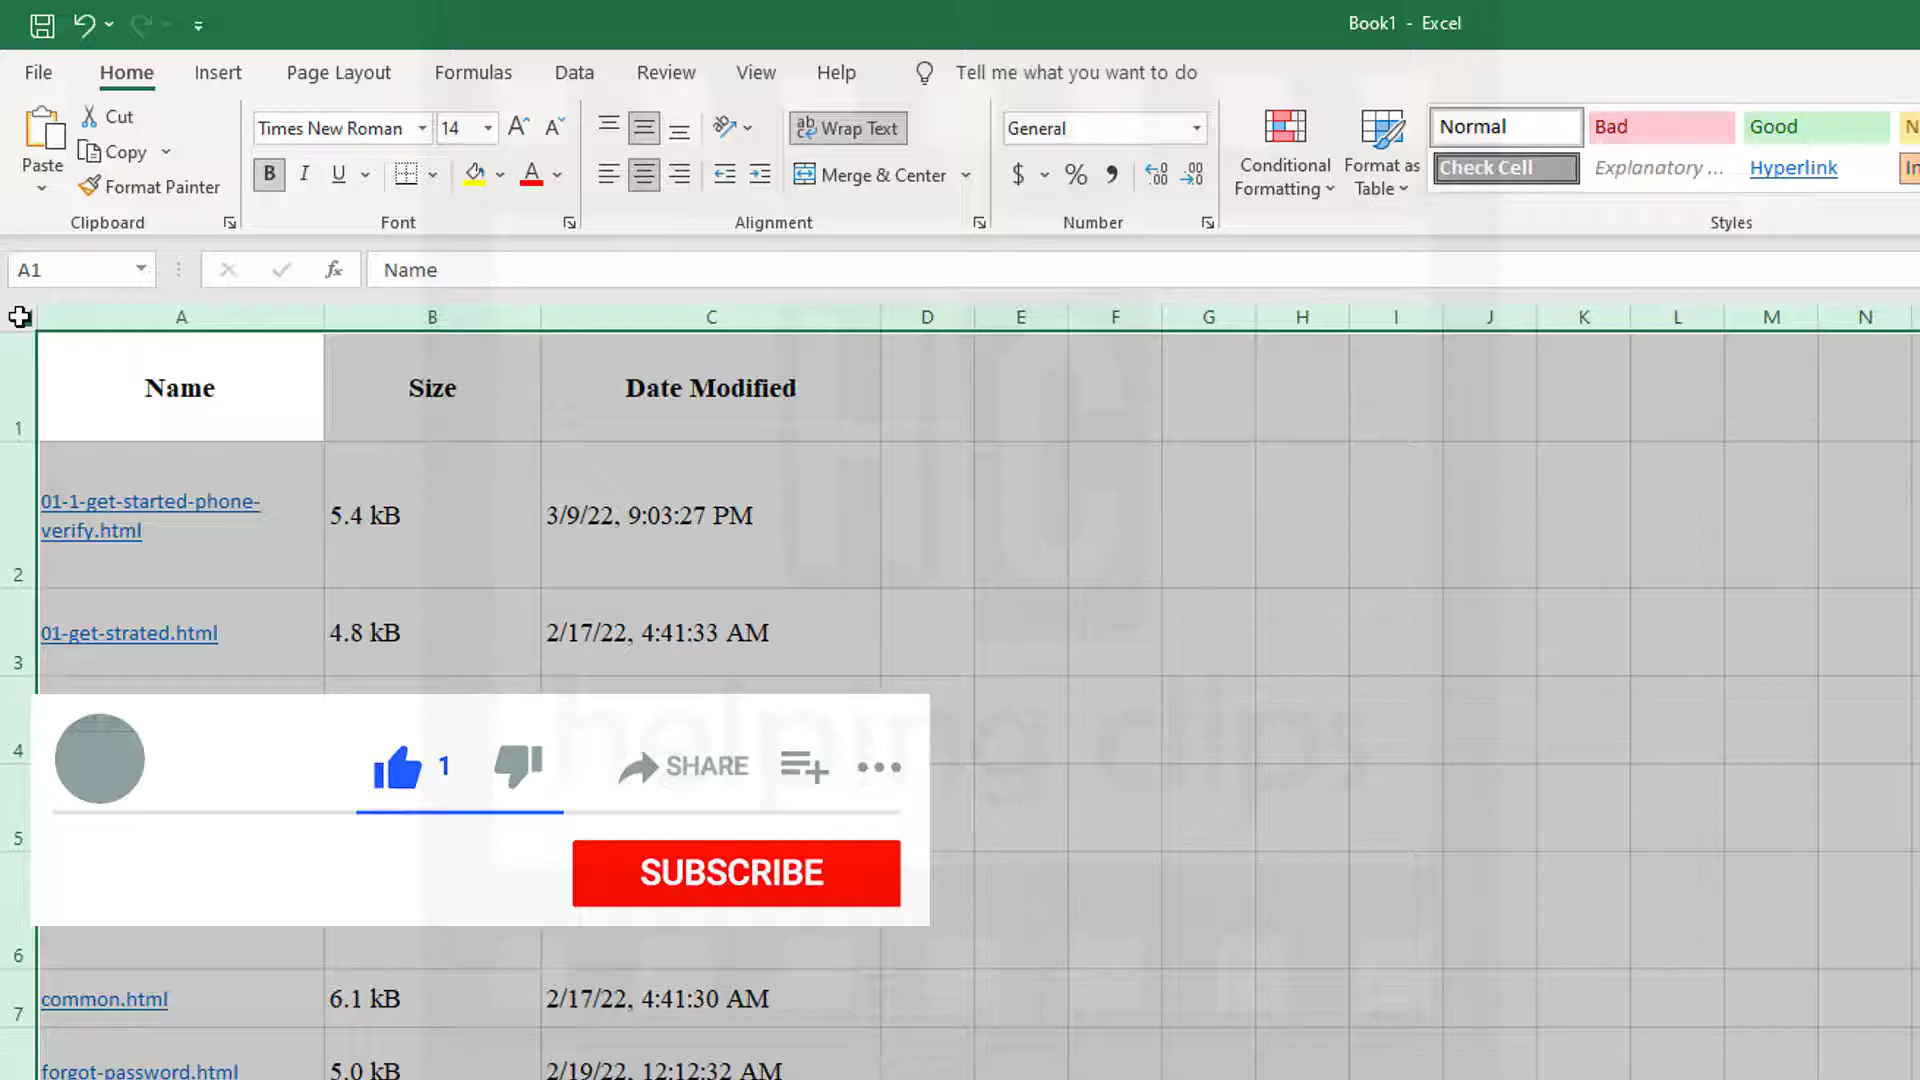 Book1 - Excel
File Home Insert Page Layout Formulas Data Review View Help Tell me what you want to do
Paste
Cut
Copy
Format Painter
Clipboard
Times New Roman 14
B I U
Font
ab Wrap Text
Merge & Center
Alignment
General
$ % , .00 .00
Number
Conditional
Formatting
Format as
Table
Normal Bad Good
Check Cell Explanatory ... Hyperlink
Styles
A1 fx Name
A B C D E F G H I J K L M N
1 Name Size Date Modified
2 01-1-get-started-phone-
verify.html 5.4 kB 3/9/22, 9:03:27 PM
3 01-get-strated.html 4.8 kB 2/17/22, 4:41:33 AM
4
1 SHARE
helping clips
5
SUBSCRIBE
6
7 common.html 6.1 kB 2/17/22, 4:41:30 AM
forgot-password.html 5.0 kB 2/19/22, 12:12:32 AM